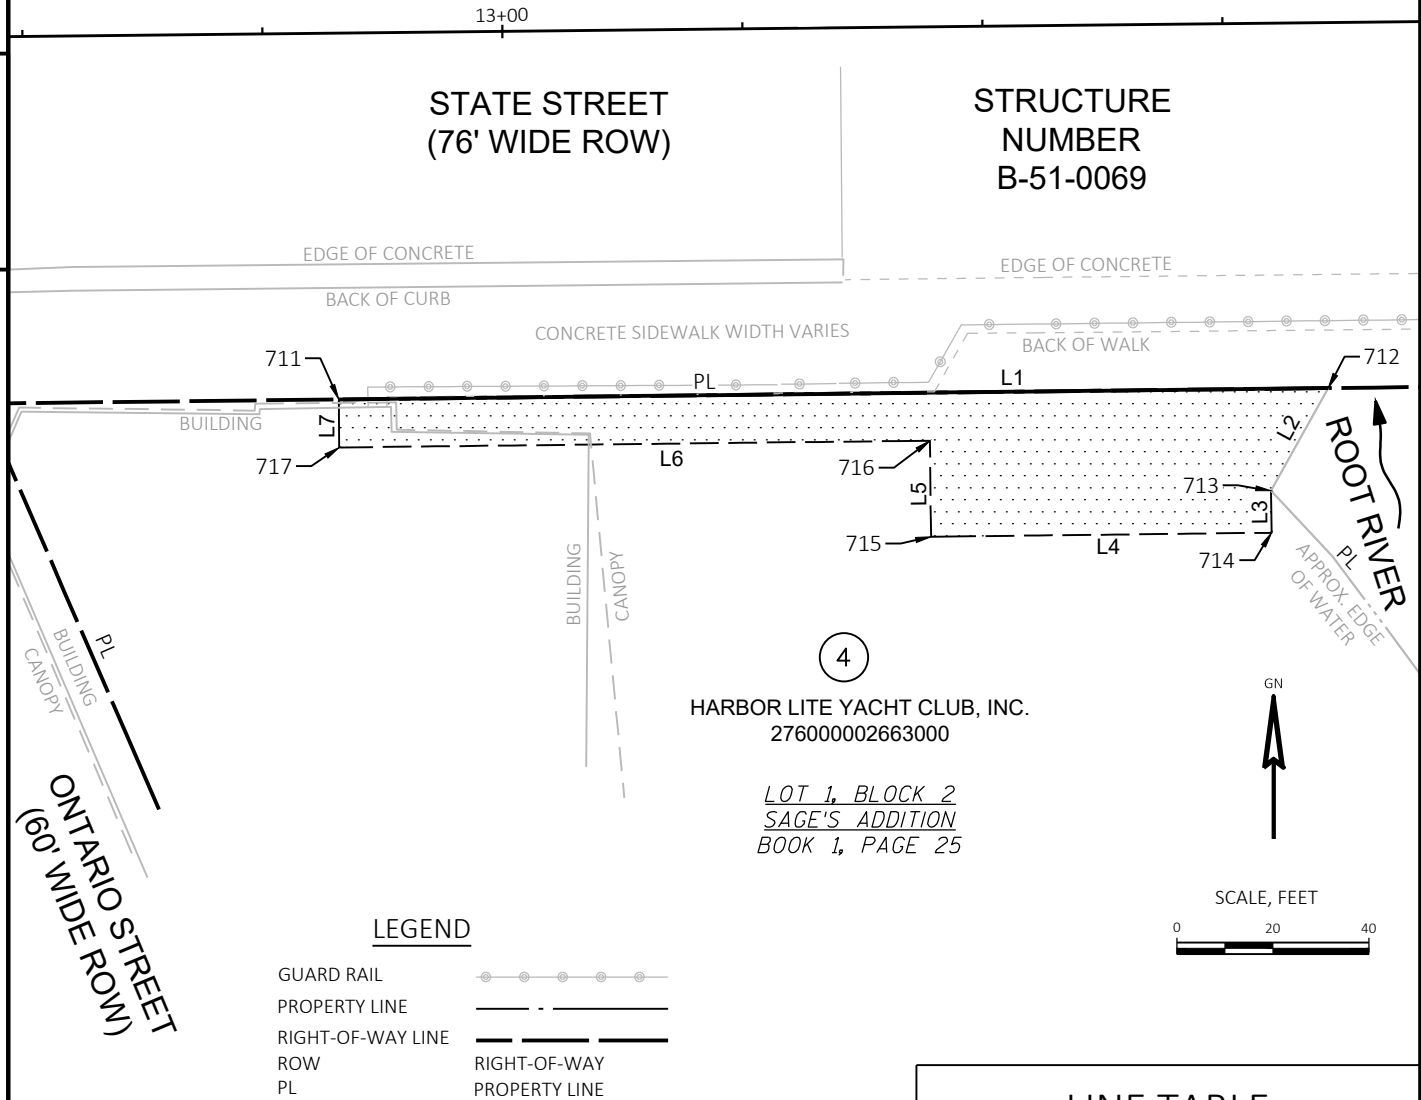 13+00
STATE STREET
(76' WIDE ROW)
STRUCTURE
NUMBER
B-51-0069
EDGE OF CONCRETE
EDGE OF CONCRETE
BACK OF CURB
CONCRETE SIDEWALK WIDTH VARIES
BACK OF WALK
711
PL
L1
712
BUILDING
L7
L2
ROOT RIVER
717
L6
716
L5
713
L3
715
L4
714
PL
APPROX. EDGE
OF WATER
BUILDING
CANOPY
PL
BUILDING
CANOPY
4
HARBOR LITE YACHT CLUB, INC.
276000002663000
LOT 1, BLOCK 2
SAGE'S ADDITION
BOOK 1, PAGE 25
GN
ONTARIO STREET
(60' WIDE ROW)
SCALE, FEET
0 20 40
LEGEND
GUARD RAIL
PROPERTY LINE
RIGHT-OF-WAY LINE
ROW RIGHT-OF-WAY
PL PROPERTY LINE
LINE TABLE